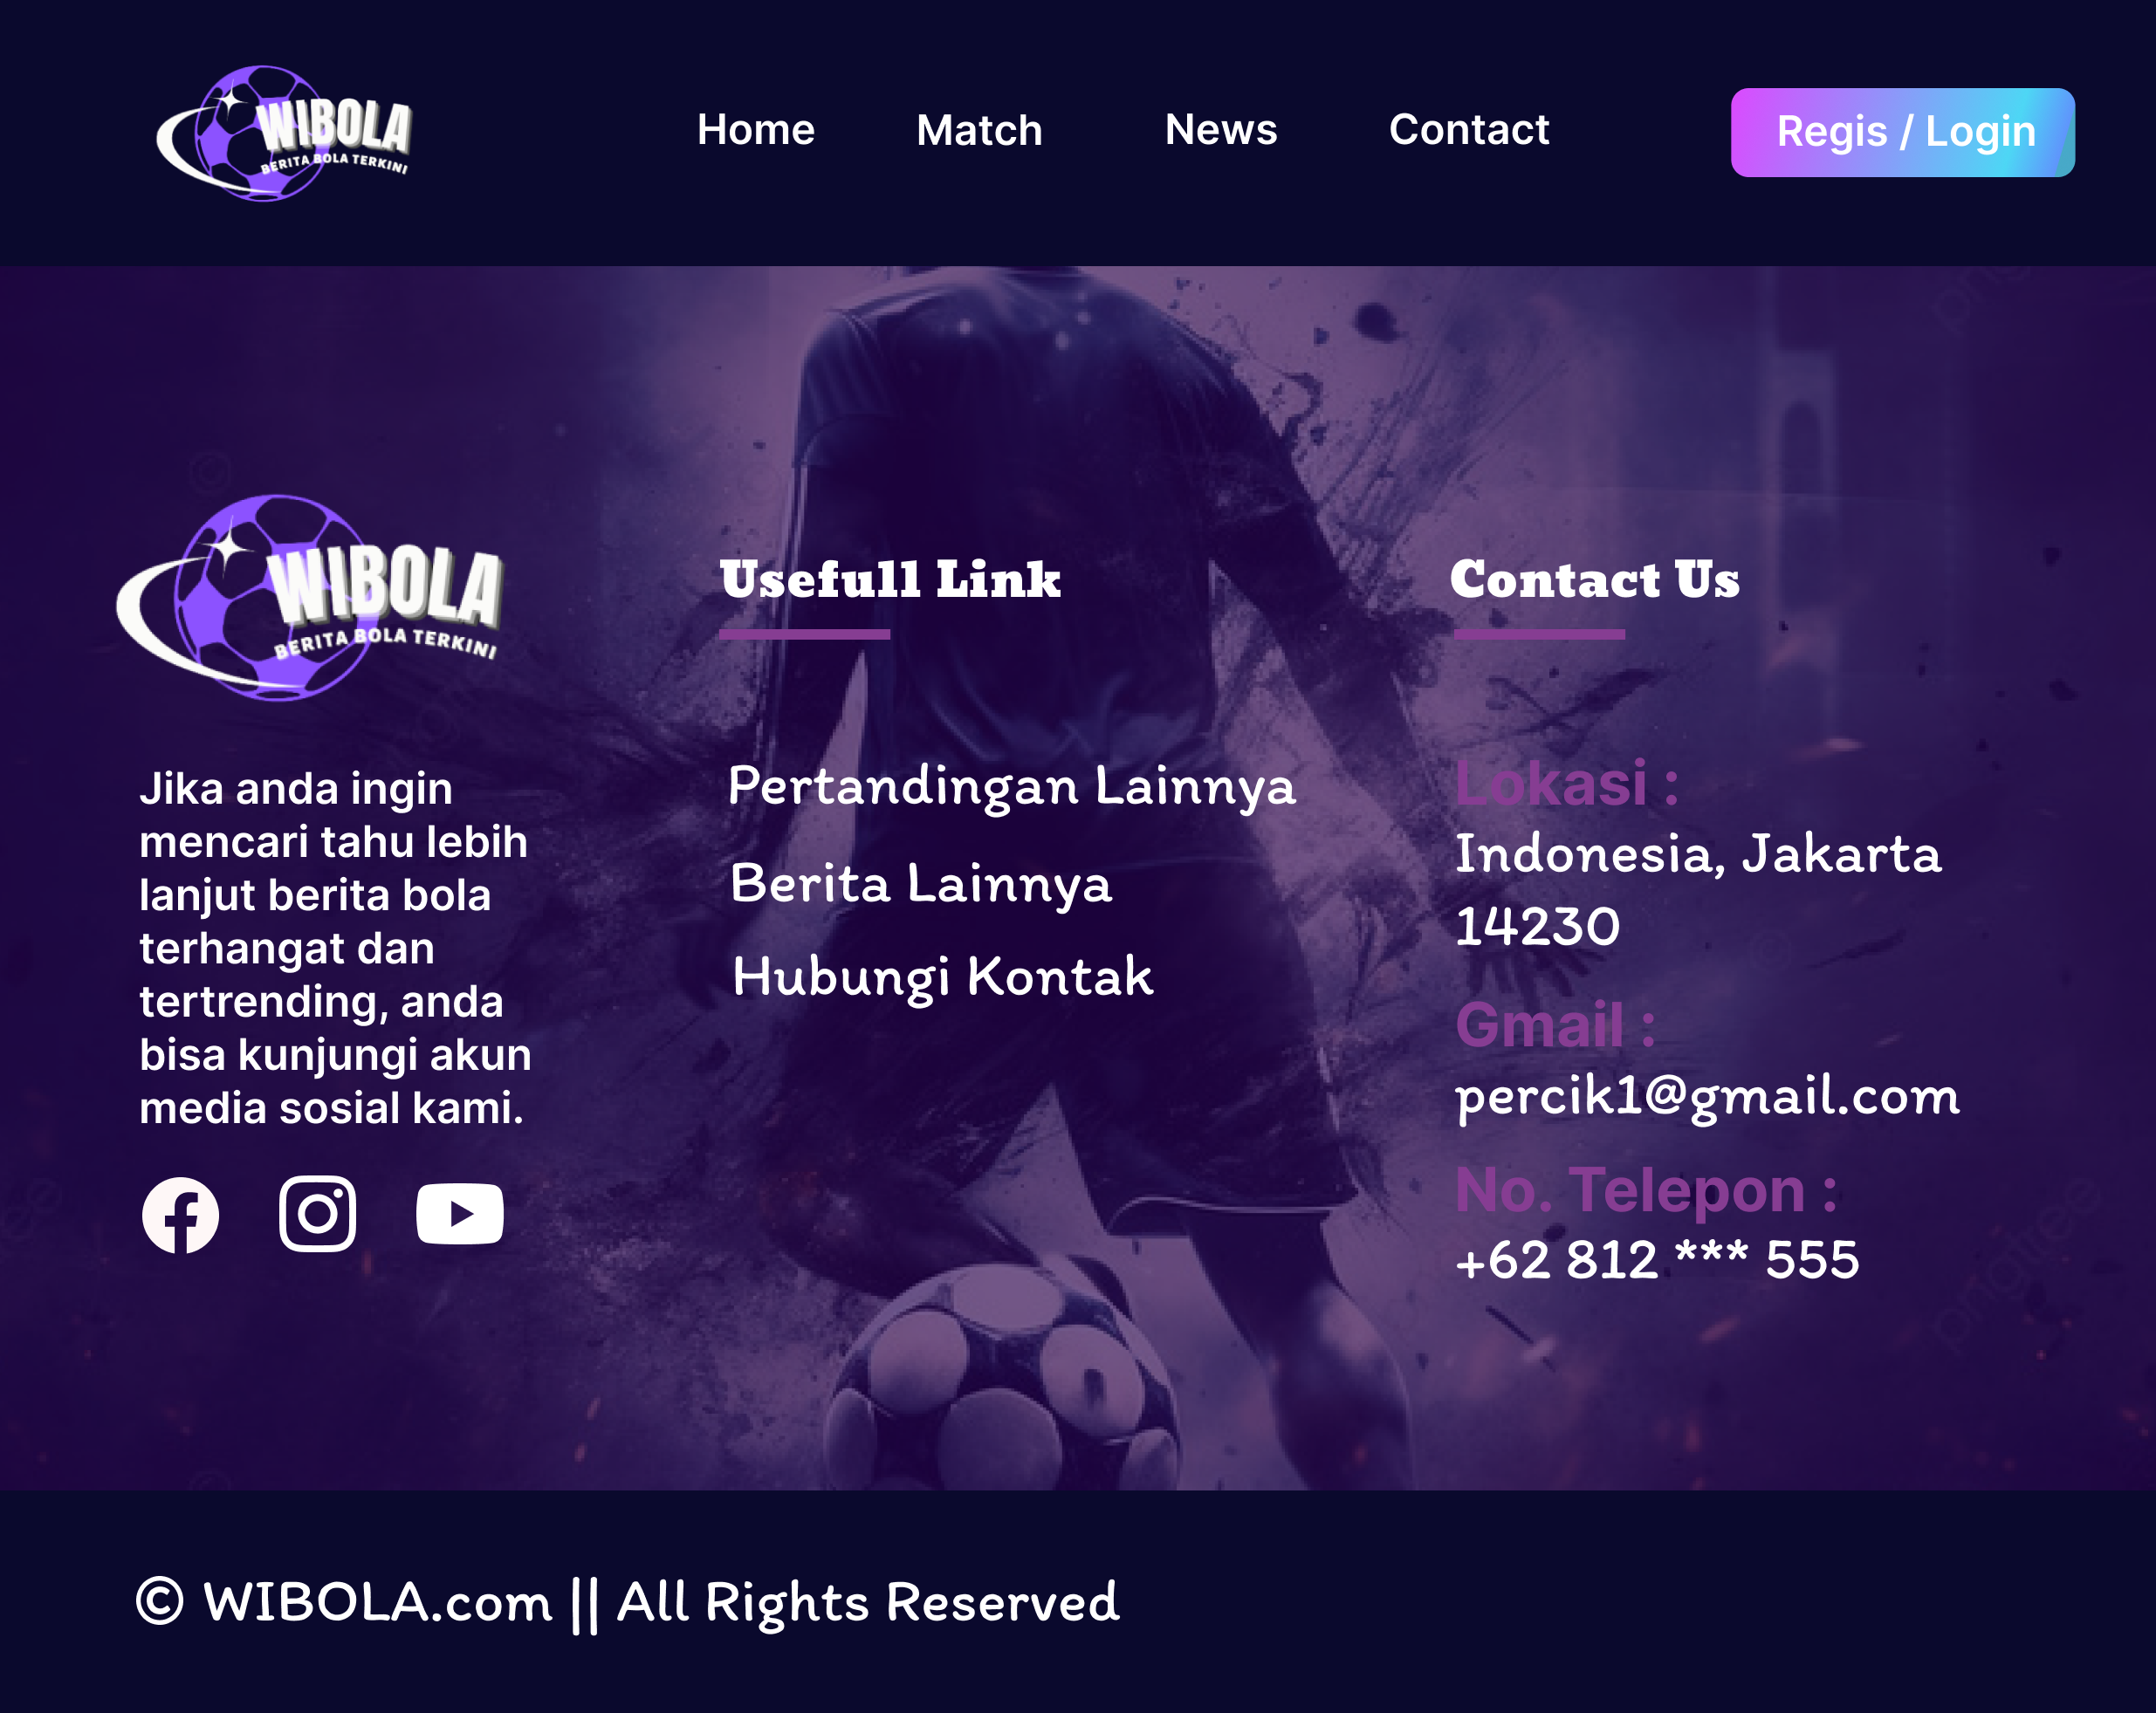 WIBOLA
BERITA BOLA TERKINI
Home
Match
News
Contact
Regis / Login
WIBOLA
BERITA BOLA TERKINI
Jika anda ingin
mencari tahu lebih
lanjut berita bola
terhangat dan
tertrending, anda
bisa kunjungi akun
media sosial kami.
Usefull Link
Pertandingan Lainnya
Berita Lainnya
Hubungi Kontak
Contact Us
Lokasi :
Indonesia, Jakarta
14230
Gmail :
percik1@gmail.com
No. Telepon :
+62 812 *** 555
pngtree
© WIBOLA.com || All Rights Reserved